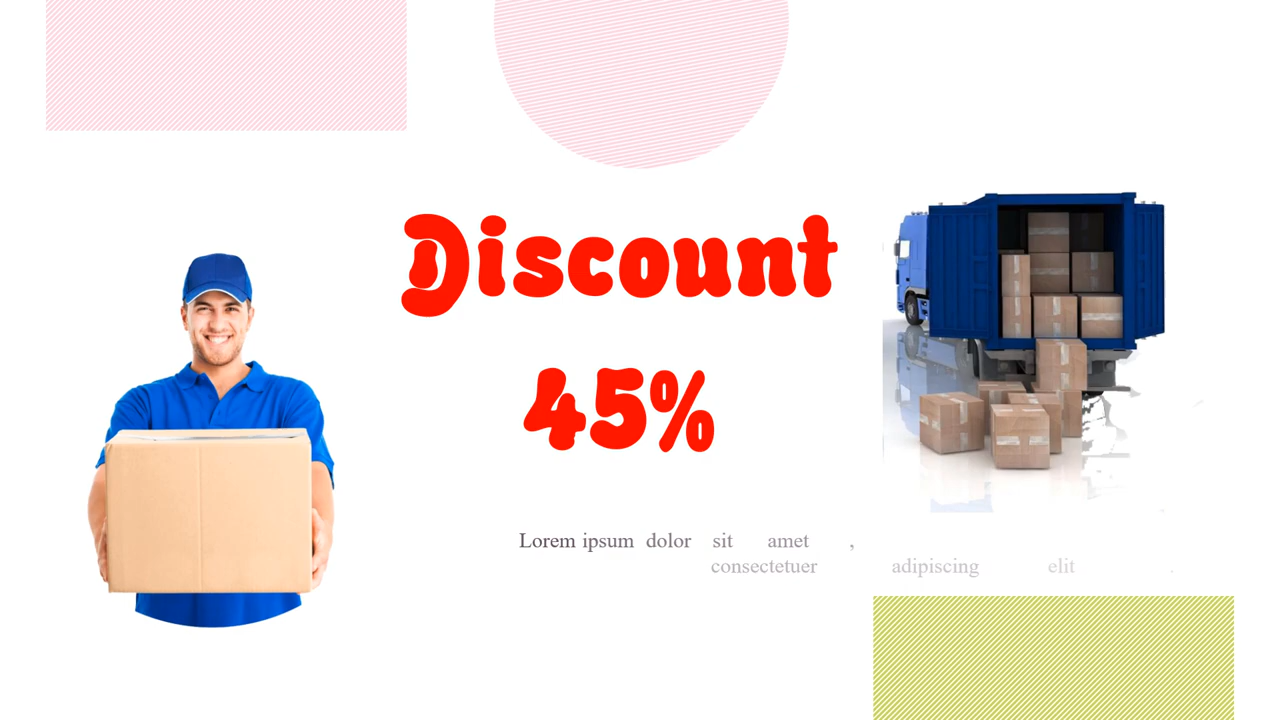 Discount
45%
Lorem ipsum dolor sit amet ,
consectetuer adipiscing elit .